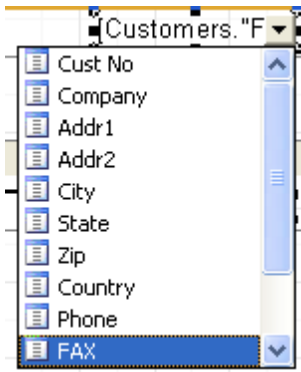 [Customers."F
Cust No
Company
Addr1
Addr2
City
State
Zip
Country
Phone
FAX